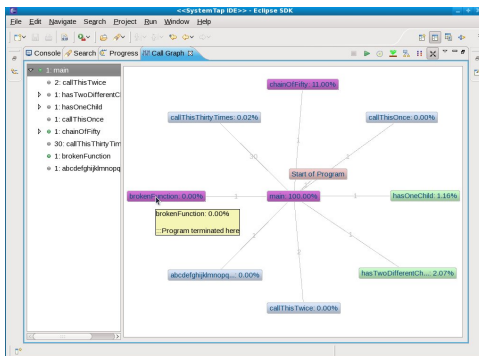 <<SystemTap IDE>> - Eclipse SDK
File Edit Navigate Search Project Run Window Help
Console Search Progress Call Graph
1: main
2: callThisTwice
1: hasTwoDifferentC
1: hasOneChild
1: callThisOnce
1: chainOfFifty
30: callThisThirtyTim
1: brokenFunction
1: abcdefghijklmnopq
chainOfFifty: 11.00%
callThisThirtyTimes: 0.02%
callThisOnce: 0.00%
30
1
Start of Program
brokenFunction: 0.00%
1
main: 100.00%
1
hasOneChild: 1.16%
brokenFunction: 0.00%
:::Program terminated here
1
2
1
abcdefghijklmnopq...: 0.00%
hasTwoDifferentCh...: 2.07%
callThisTwice: 0.00%